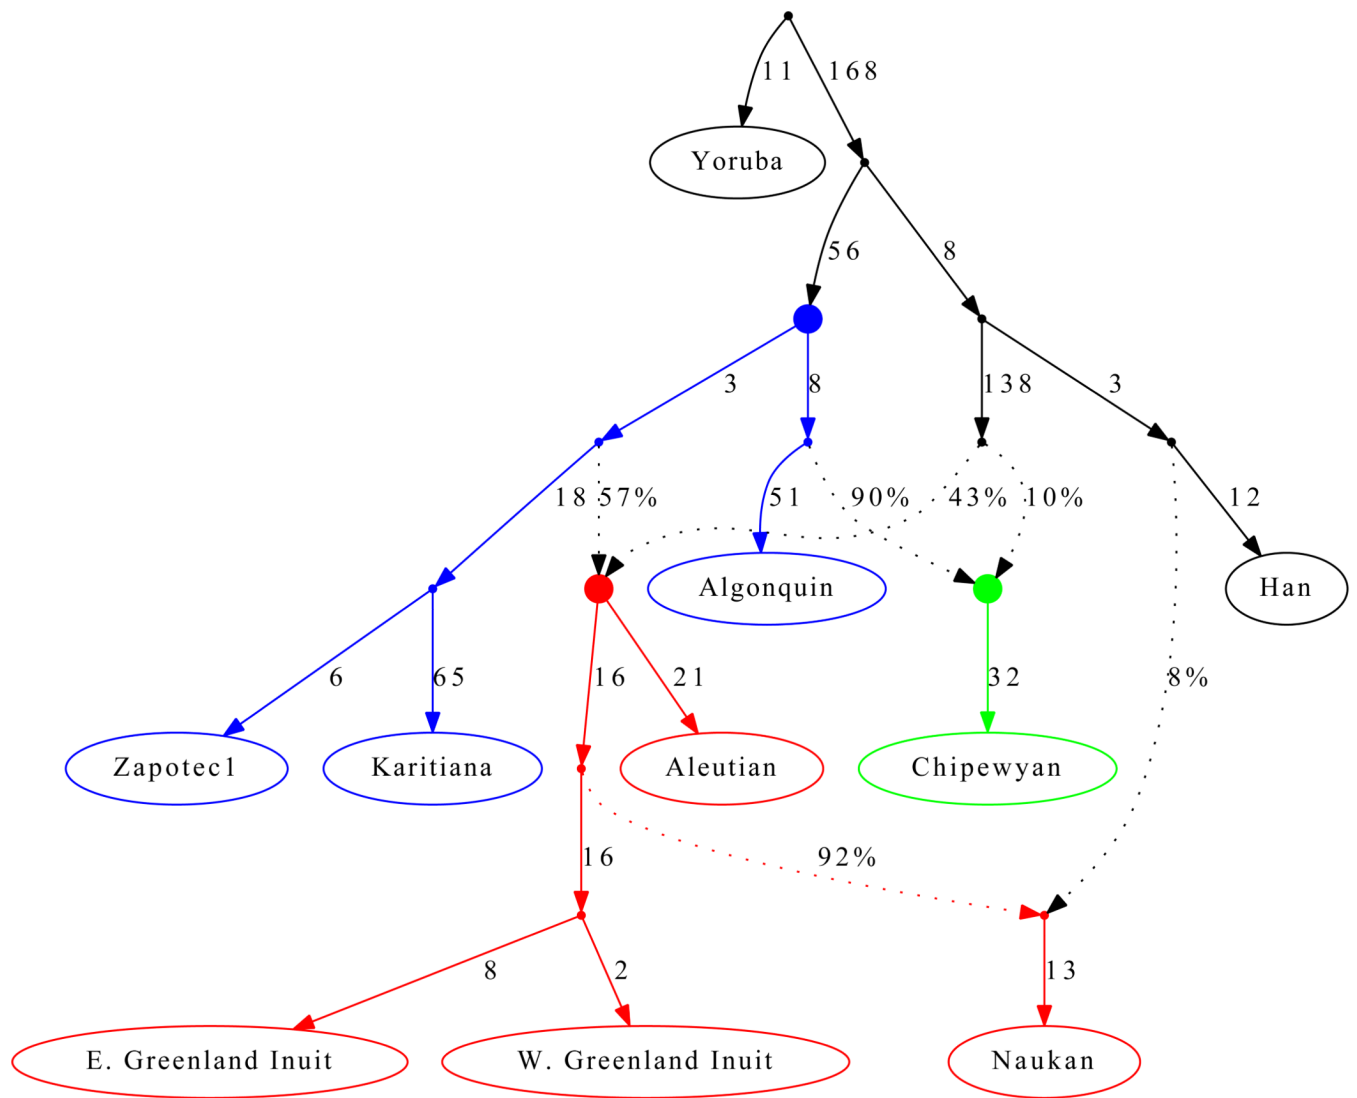 11 168
Yoruba
56 8
3 8 138 3
18 57% 51 90% 43% 10% 12
Algonquin Han
6 65 16 21 32 8%
Zapotec1 Karitiana Aleutian Chipewyan
16 92%
8 2 13
E. Greenland Inuit W. Greenland Inuit Naukan